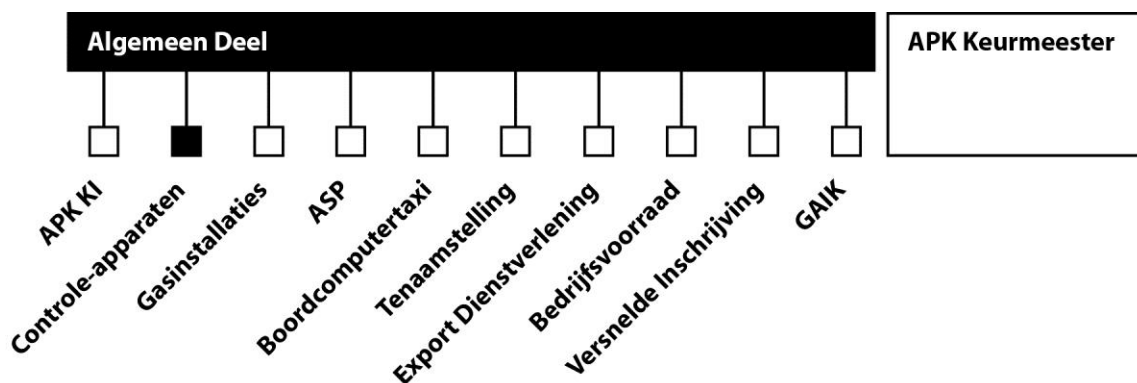 Algemeen Deel
APK Keurmeester
APK KI
Controle-apparaten
Gasinstallaties
ASP
Boordcomputertaxi
Tenaamstelling
Export Dienstverlening
Bedrijfsvoorraad
Versnelde Inschrijving
GAIK